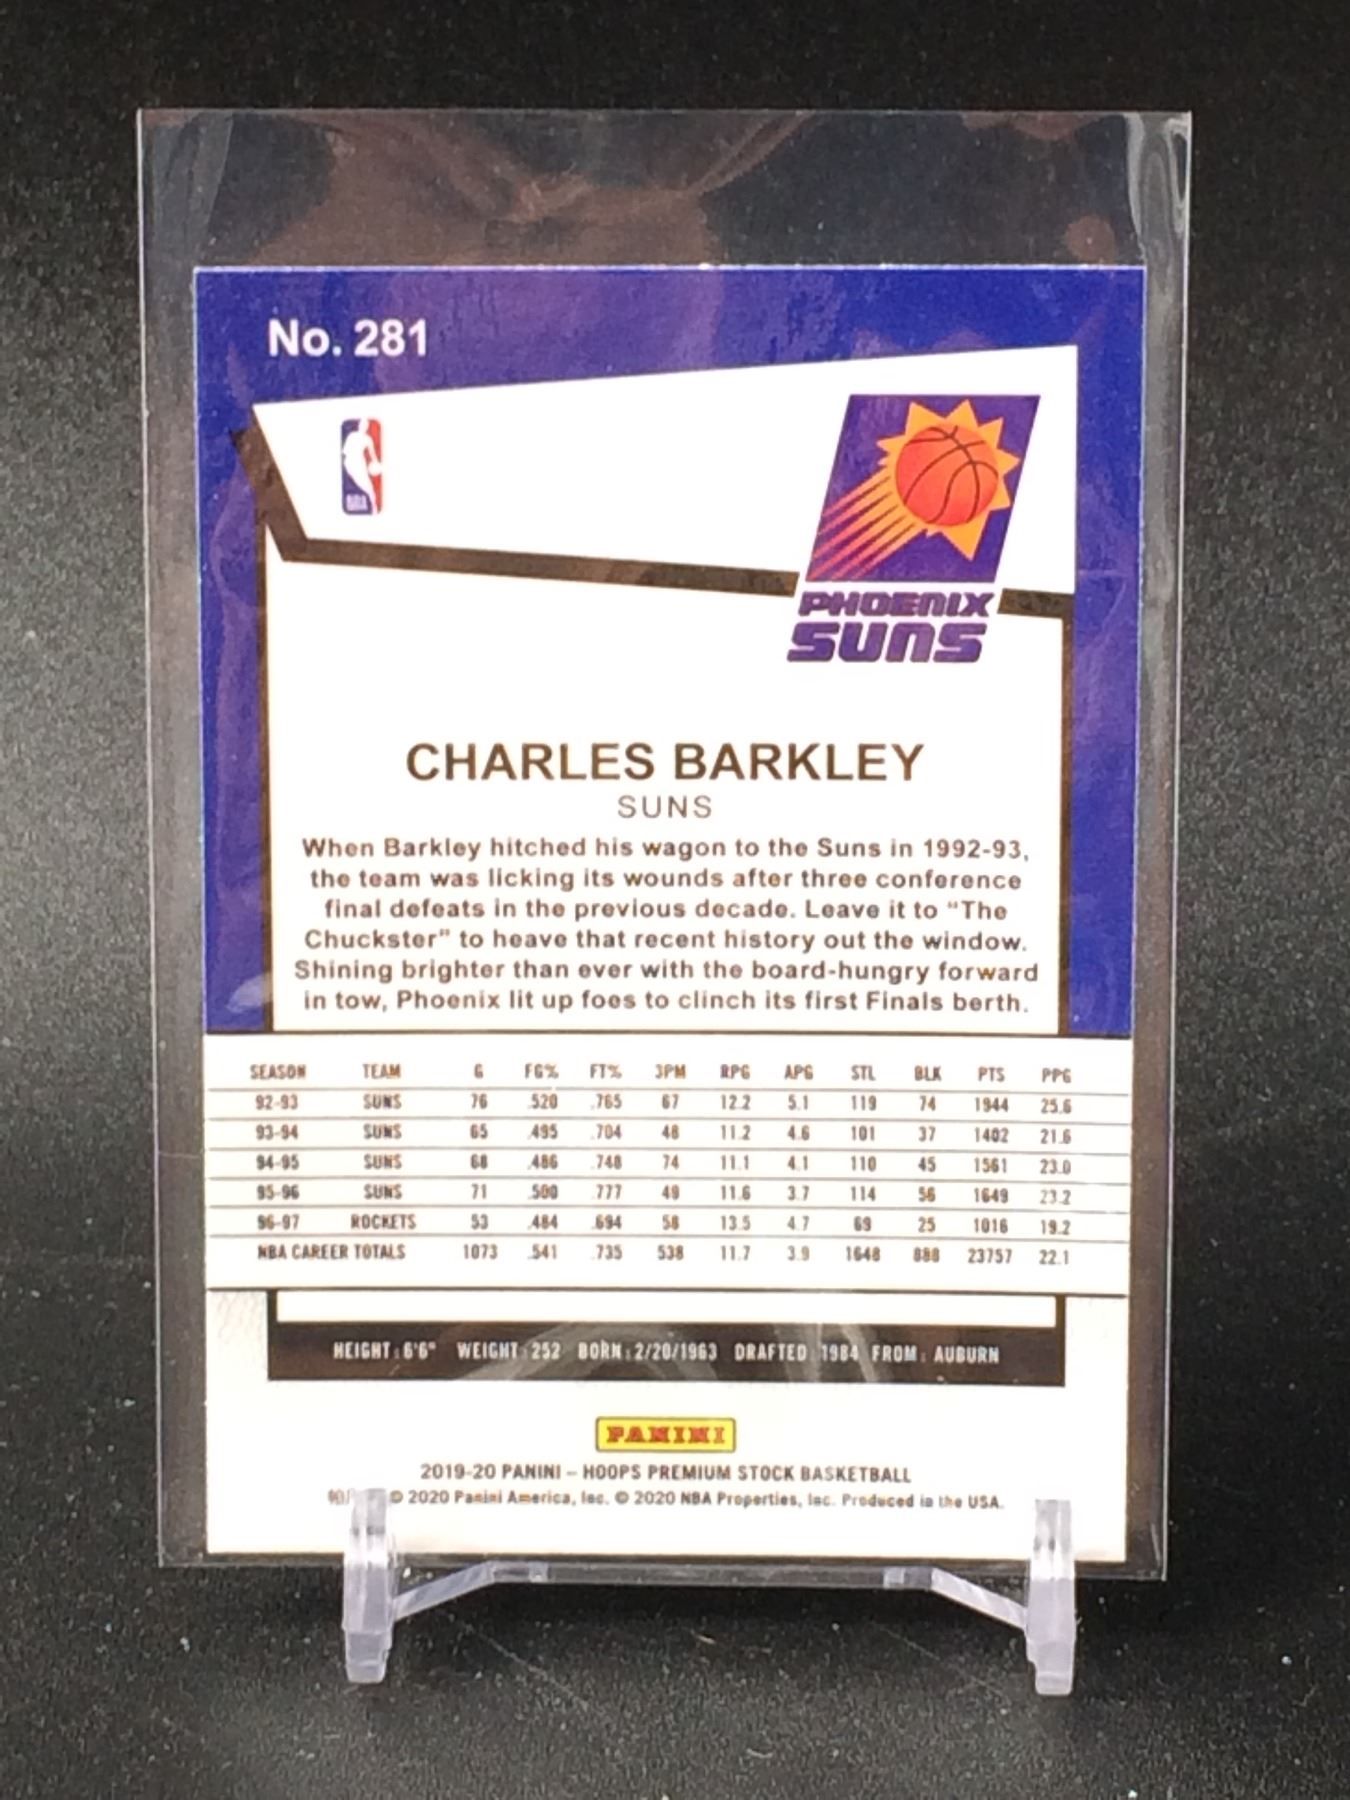 No. 281
NBA
PHOENIX
SUNS
CHARLES BARKLEY
SUNS
When Barkley hitched his wagon to the Suns in 1992-93,
the team was licking its wounds after three conference
final defeats in the previous decade. Leave it to "The
Chuckster" to heave that recent history out the window.
Shining brighter than ever with the board-hungry forward
in tow, Phoenix lit up foes to clinch its first Finals berth.
SEASON TEAM G FG% FT% 3PM RPG APG STL BLK PTS PPG
92-93 SUNS 76 .520 .765 67 12.2 5.1 119 74 1944 25.6
93-94 SUNS 65 .495 .704 48 11.2 4.6 101 37 1402 21.6
94-95 SUNS 68 .486 .748 74 11.1 4.1 110 45 1561 23.0
95-96 SUNS 71 .500 .777 49 11.6 3.7 114 56 1649 23.2
96-97 ROCKETS 53 .484 .694 58 13.5 4.7 69 25 1016 19.2
NBA CAREER TOTALS 1073 .541 .735 538 11.7 3.9 1648 888 23757 22.1
HEIGHT: 6'6" WEIGHT: 252 BORN: 2/20/1963 DRAFTED: 1984 FROM: AUBURN
PANINI
2019-20 PANINI – HOOPS PREMIUM STOCK BASKETBALL
© 2020 Panini America, Inc. © 2020 NBA Properties, Inc. Produced in the USA.